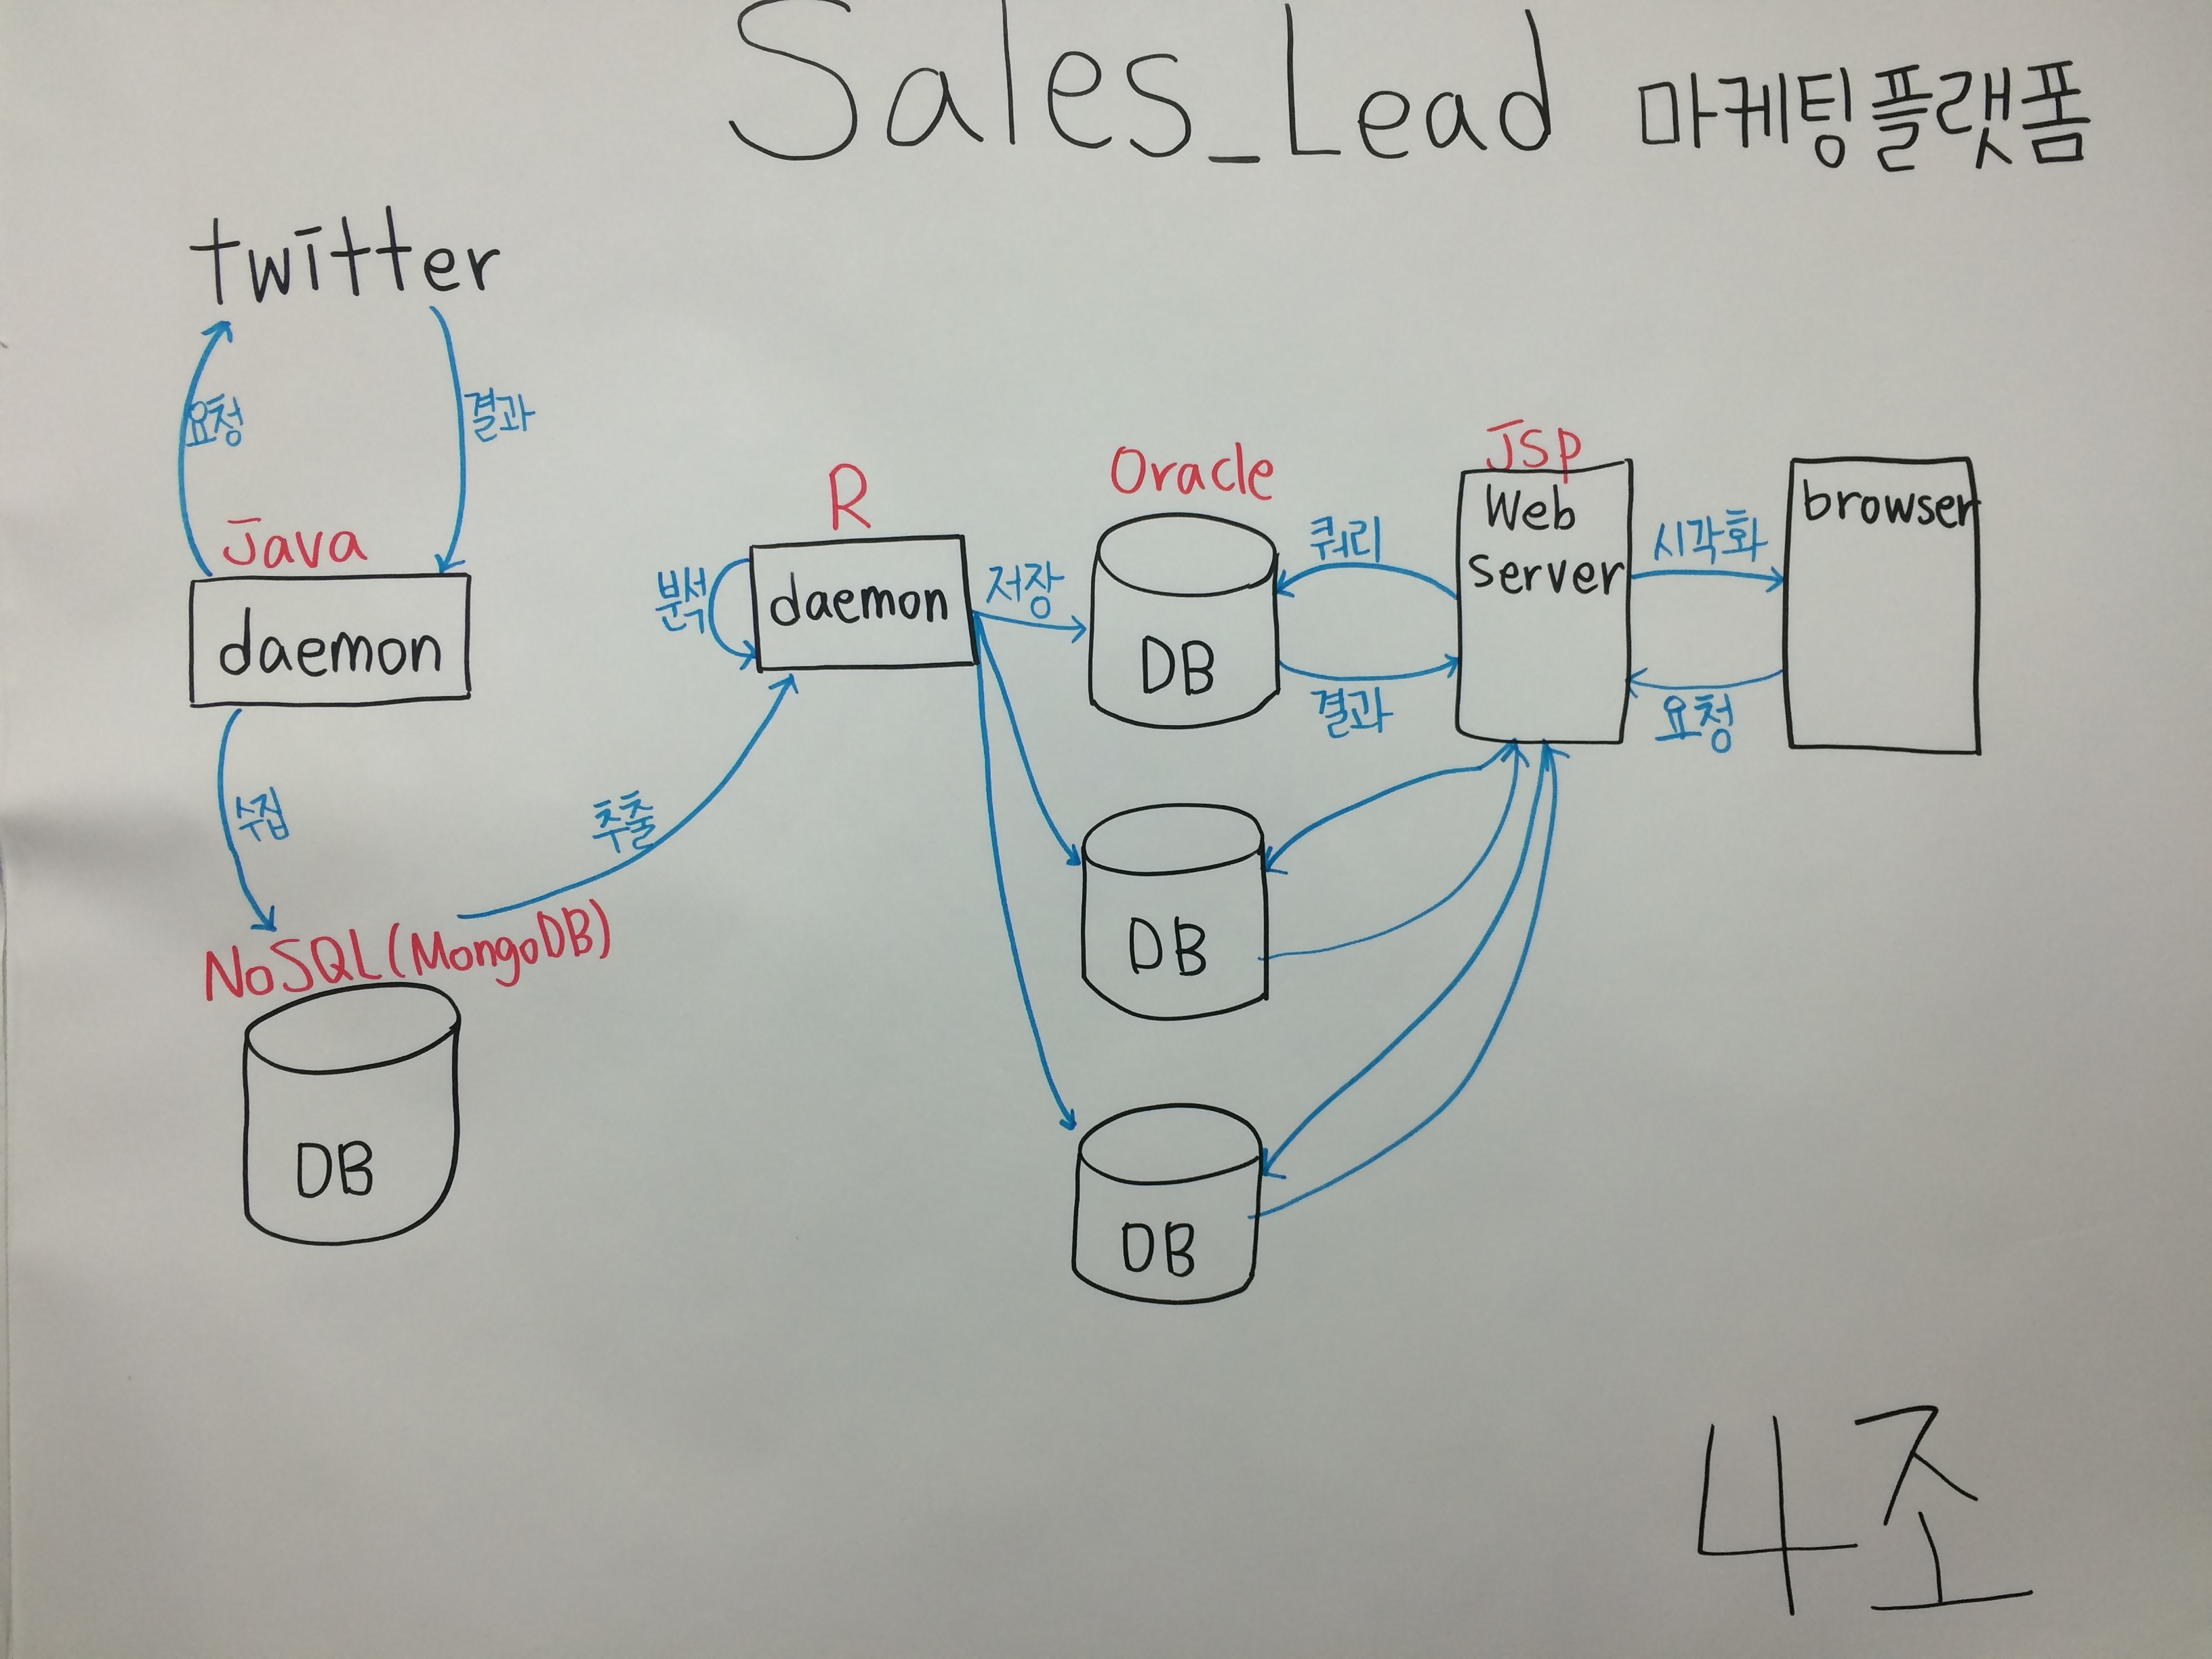 Sales_Lead 마케팅플랫폼
twitter
요청
결과
Java
daemon
수집
NoSQL(MongoDB)
DB
추출
R
분석
daemon
저장
Oracle
DB
DB
DB
쿼리
결과
Jsp
Web
server
시각화
요청
browser
4조